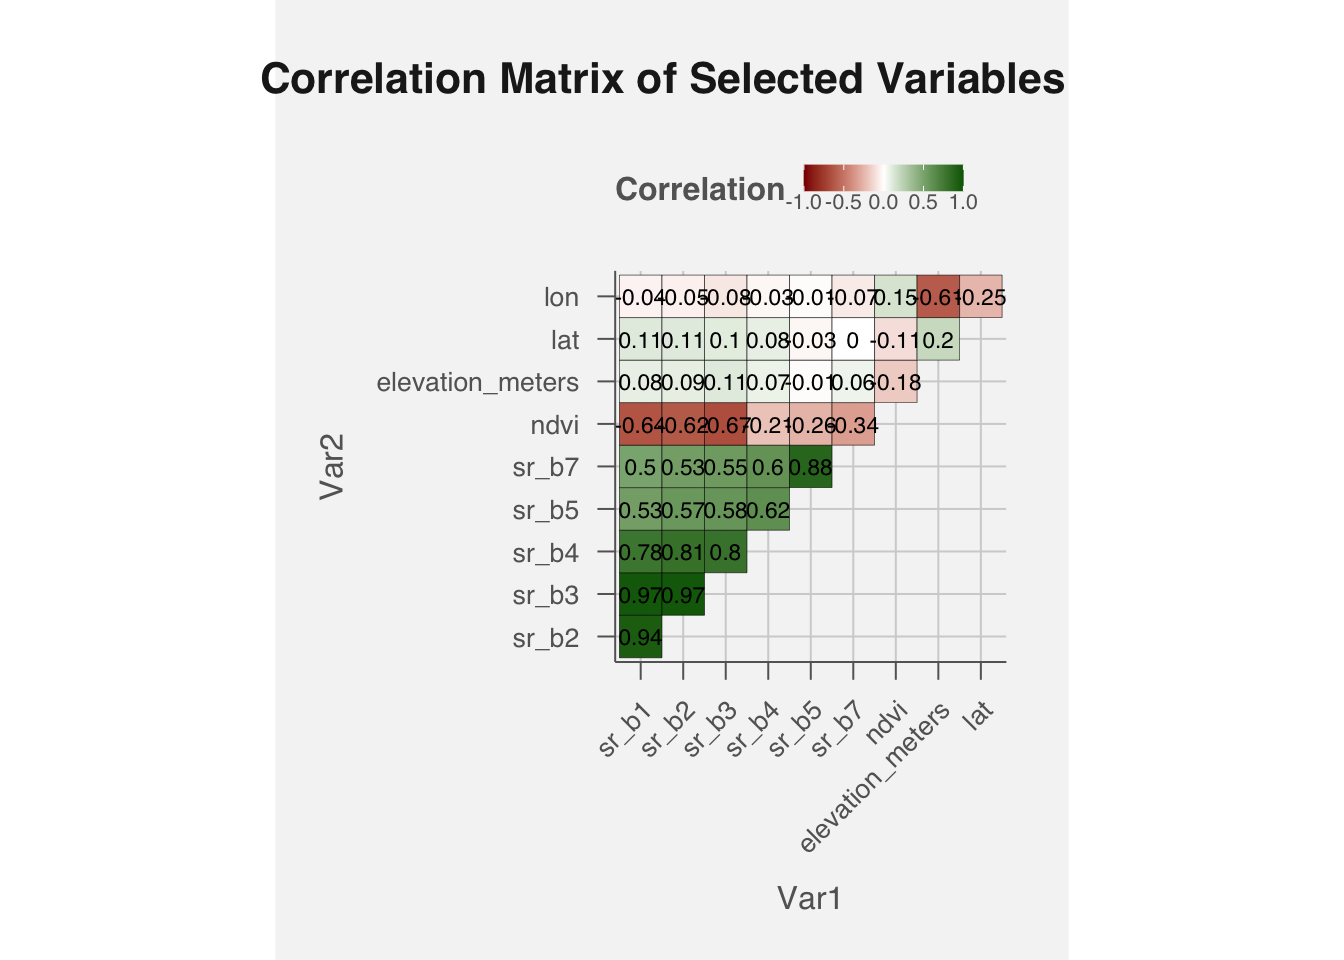 Correlation Matrix of Selected Variables
Correlation
-1.0 -0.5 0.0 0.5 1.0
lon -0.04 -0.05 -0.08 -0.03 -0.01 -0.07 0.15 -0.61 -0.25
lat 0.11 0.11 0.1 0.08 -0.03 0 -0.11 0.2
elevation_meters 0.08 0.09 0.11 0.07 -0.01 0.06 -0.18
ndvi -0.64 -0.62 -0.67 -0.21 -0.26 -0.34
sr_b7 0.5 0.53 0.55 0.6 0.88
sr_b5 0.53 0.57 0.58 0.62
sr_b4 0.78 0.81 0.8
sr_b3 0.97 0.97
sr_b2 0.94
Var2
sr_b1 sr_b2 sr_b3 sr_b4 sr_b5 sr_b7 ndvi elevation_meters lat
Var1